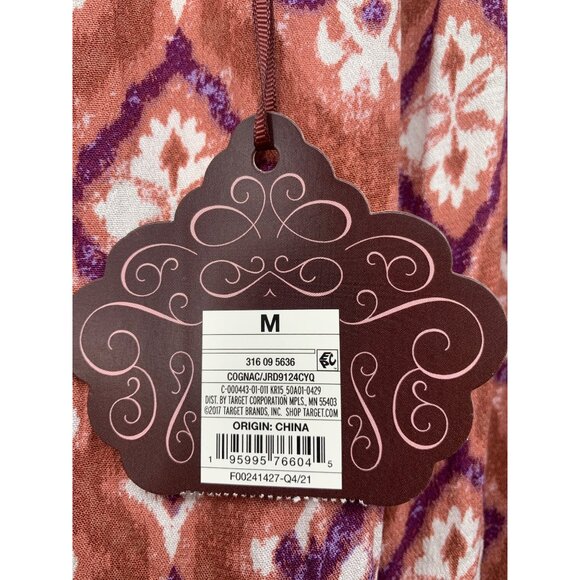 M
316 09 5636
COGNAC/JRD9124CYQ
C-000443-01-011 KR15 50A01-0429
DIST. BY TARGET CORPORATION MPLS., MN 55403
©2017 TARGET BRANDS, INC. SHOP TARGET.COM
ORIGIN: CHINA
1 95995 76604 5
F00241427-Q4/21